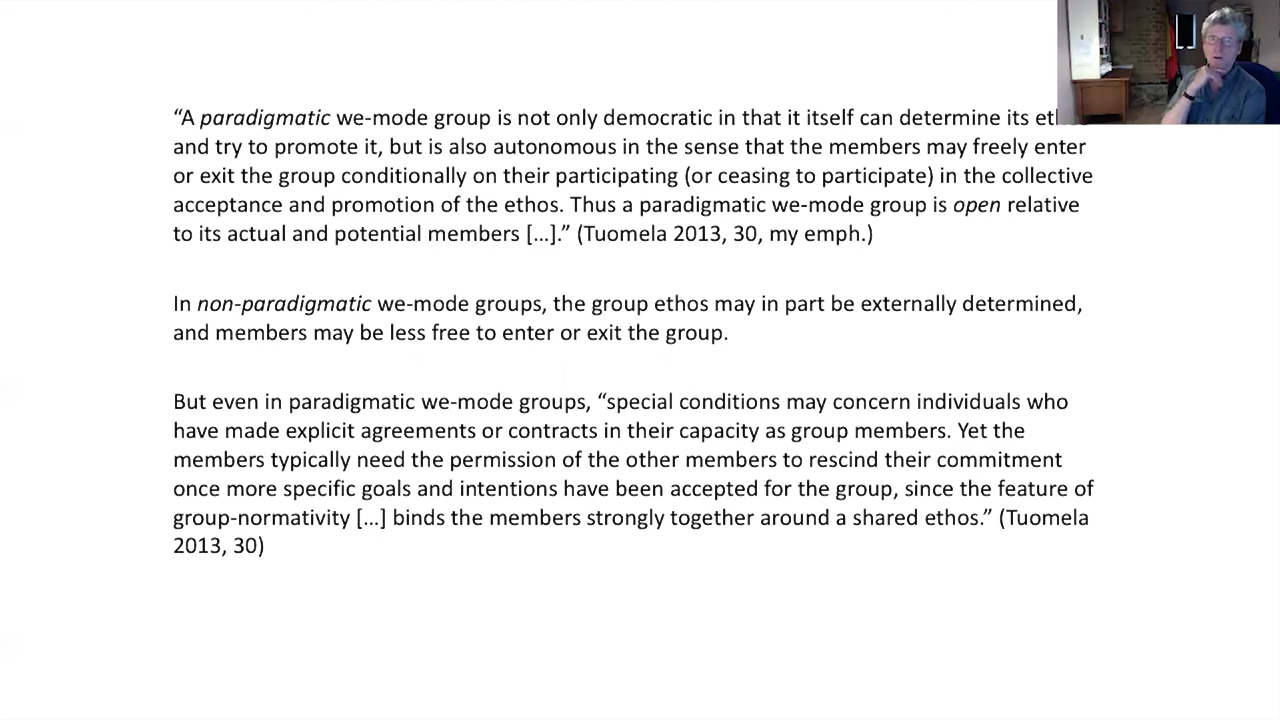 “A paradigmatic we-mode group is not only democratic in that it itself can determine its
and try to promote it, but is also autonomous in the sense that the members may freely enter
or exit the group conditionally on their participating (or ceasing to participate) in the collective
acceptance and promotion of the ethos. Thus a paradigmatic we-mode group is open relative
to its actual and potential members [...].” (Tuomela 2013, 30, my emph.)
In non-paradigmatic we-mode groups, the group ethos may in part be externally determined,
and members may be less free to enter or exit the group.
But even in paradigmatic we-mode groups, “special conditions may concern individuals who
have made explicit agreements or contracts in their capacity as group members. Yet the
members typically need the permission of the other members to rescind their commitment
once more specific goals and intentions have been accepted for the group, since the feature of
group-normativity [...] binds the members strongly together around a shared ethos.” (Tuomela
2013, 30)